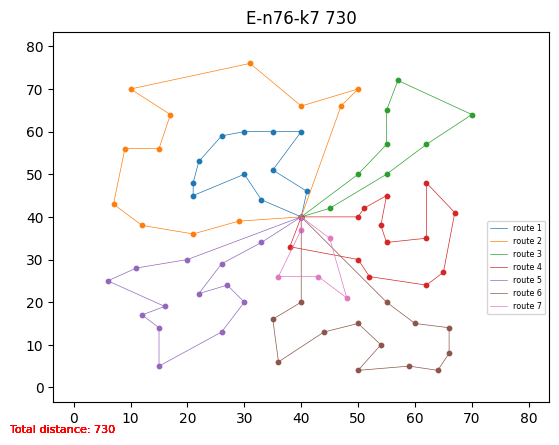 E-n76-k7 730
80
70
60
50
40
30
20
10
0
route 1
route 2
route 3
route 4
route 5
route 6
route 7
0 10 20 30 40 50 60 70 80
Total distance: 730